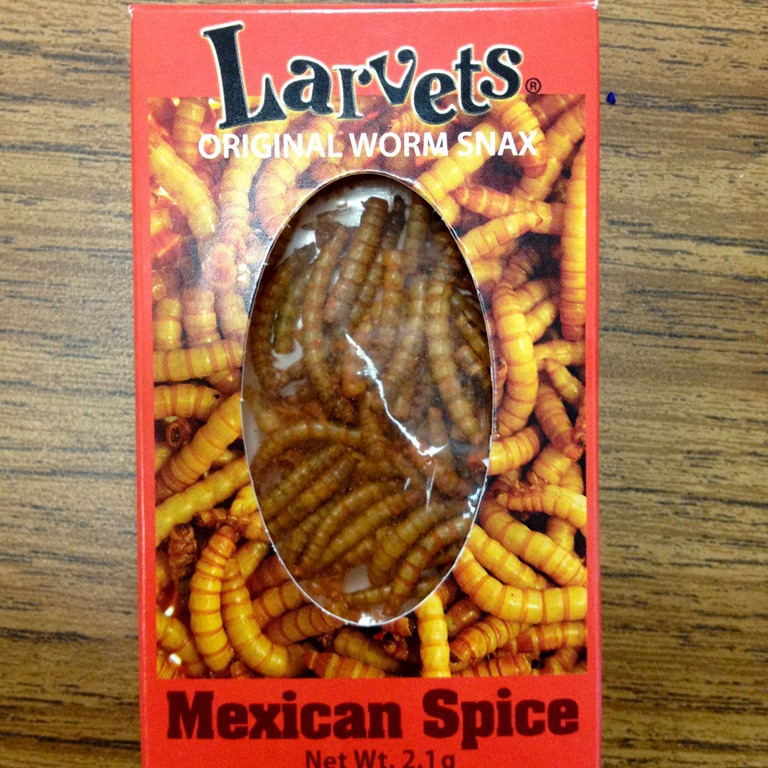 Larvets®
ORIGINAL WORM SNAX
Mexican Spice
Net Wt. 2.1g